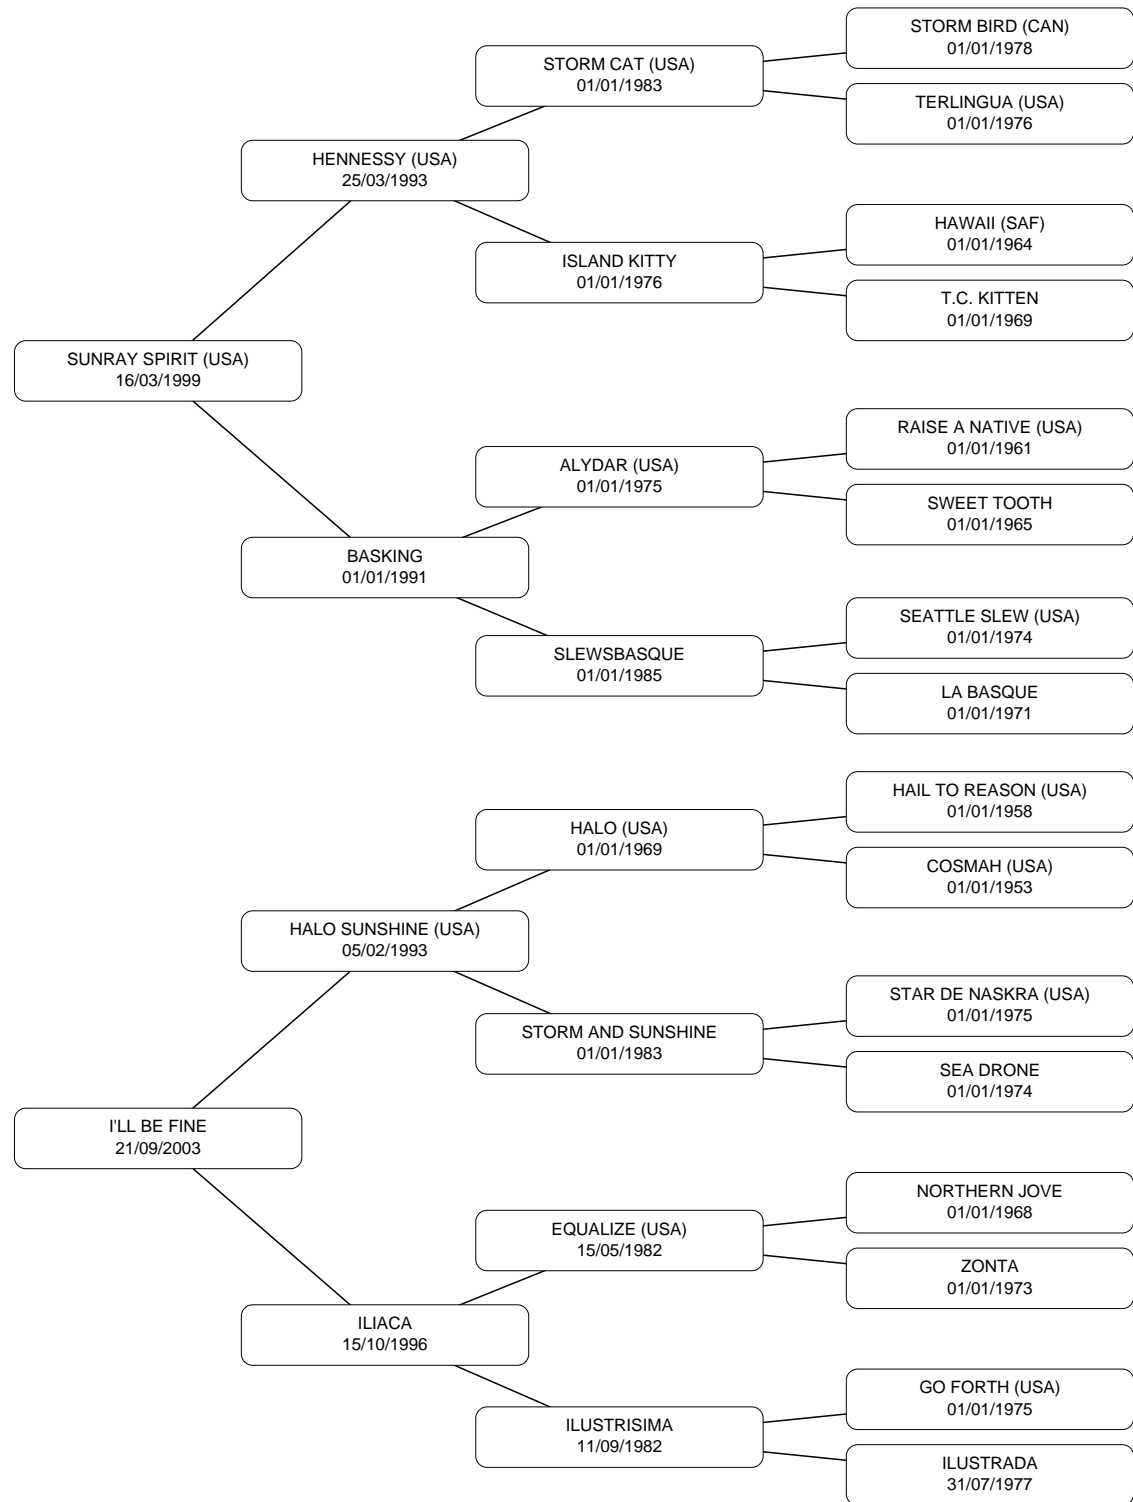 STORM BIRD (CAN)
01/01/1978
STORM CAT (USA)
01/01/1983
TERLINGUA (USA)
01/01/1976
HENNESSY (USA)
25/03/1993
HAWAII (SAF)
01/01/1964
ISLAND KITTY
01/01/1976
T.C. KITTEN
01/01/1969
SUNRAY SPIRIT (USA)
16/03/1999
RAISE A NATIVE (USA)
01/01/1961
ALYDAR (USA)
01/01/1975
SWEET TOOTH
01/01/1965
BASKING
01/01/1991
SEATTLE SLEW (USA)
01/01/1974
SLEWSBASQUE
01/01/1985
LA BASQUE
01/01/1971
HAIL TO REASON (USA)
01/01/1958
HALO (USA)
01/01/1969
COSMAH (USA)
01/01/1953
HALO SUNSHINE (USA)
05/02/1993
STAR DE NASKRA (USA)
01/01/1975
STORM AND SUNSHINE
01/01/1983
SEA DRONE
01/01/1974
I'LL BE FINE
21/09/2003
NORTHERN JOVE
01/01/1968
EQUALIZE (USA)
15/05/1982
ZONTA
01/01/1973
ILIACA
15/10/1996
GO FORTH (USA)
01/01/1975
ILUSTRISIMA
11/09/1982
ILUSTRADA
31/07/1977